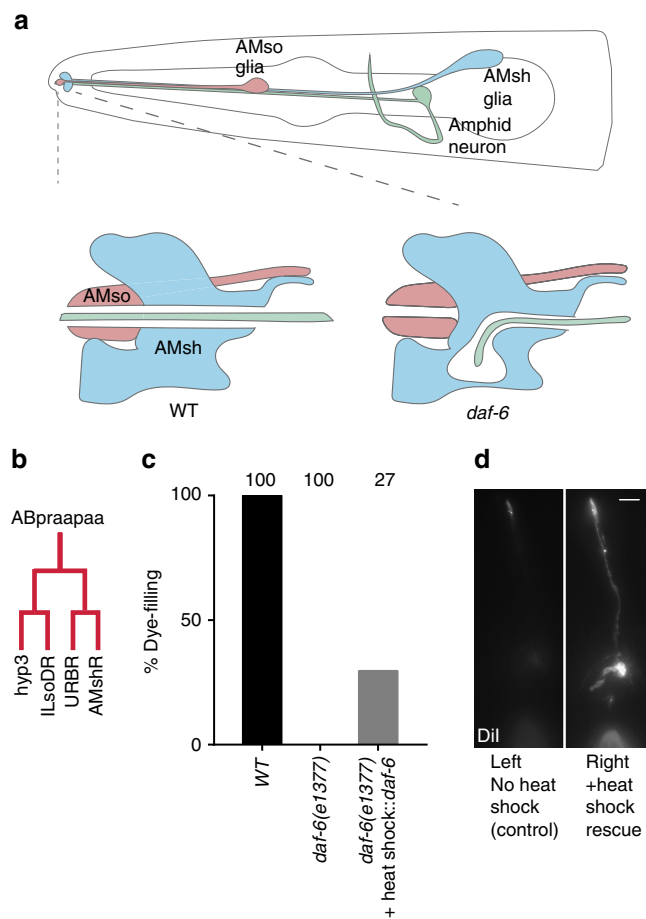 a
AMso
glia
AMsh
glia
Amphid
neuron
AMso
AMsh
WT
daf-6
b
ABpraapaa
hyp3
ILsoDR
URBR
AMshR
c
100 100 27
% Dye-filling
100
50
0
WT
daf-6(e1377)
daf-6(e1377)
+ heat shock::daf-6
d
DiI
Left
No heat
shock
(control)
Right
+heat
shock
rescue